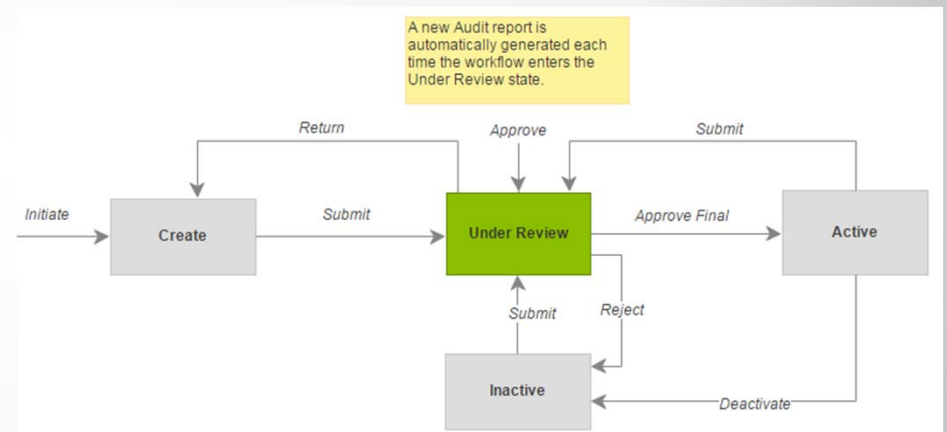 A new Audit report is
automatically generated each
time the workflow enters the
Under Review state.
Return
Approve
Submit
Initiate
Create
Submit
Under Review
Approve Final
Active
Submit
Reject
Inactive
Deactivate